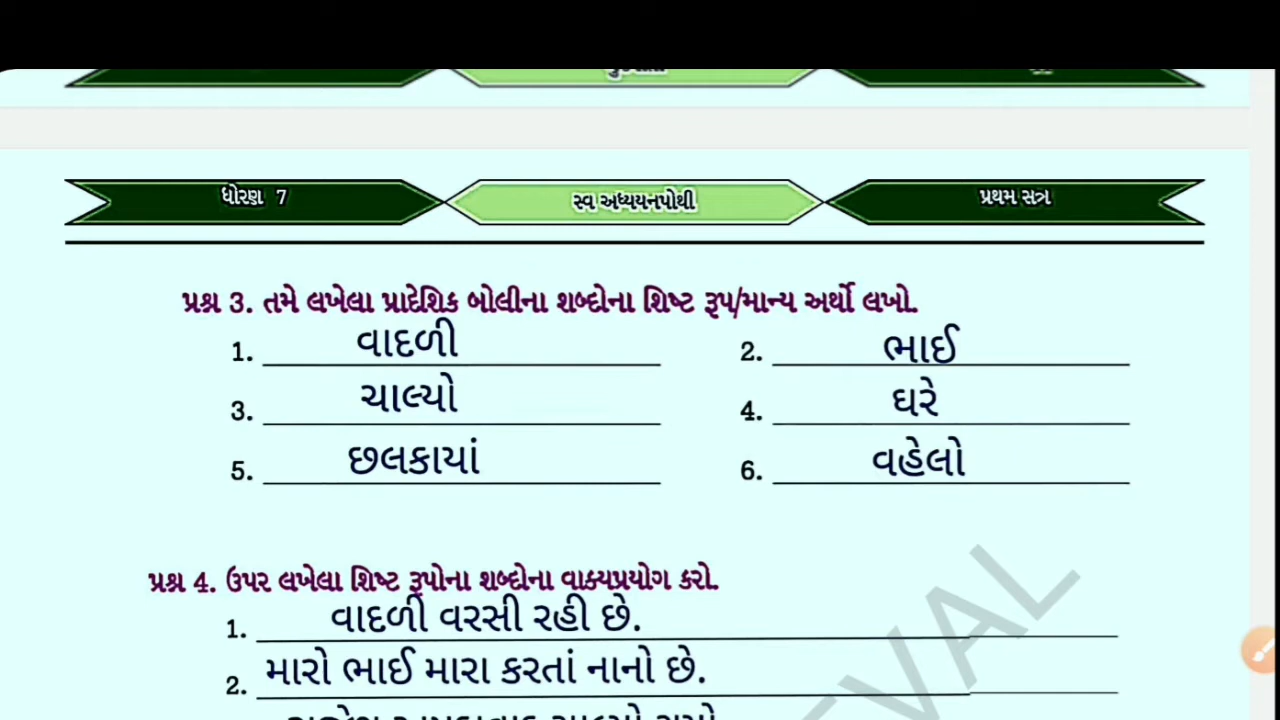 ધોરણ 7 સ્વ અધ્યયનપોથી પ્રથમ સત્ર
પ્રશ્ન 3. તમે લખેલા પ્રાદેશિક બોલીના શબ્દોના શિષ્ટ રૂપ/માન્ય અર્થો લખો.
1. વાદળી 2. ભાઈ
3. ચાલ્યો 4. ઘરે
5. છલકાયાં 6. વહેલો
પ્રશ્ન 4. ઉપર લખેલા શિષ્ટ રૂપોના શબ્દોના વાક્યપ્રયોગ કરો.
1. વાદળી વરસી રહી છે.
2. મારો ભાઈ મારા કરતાં નાનો છે.